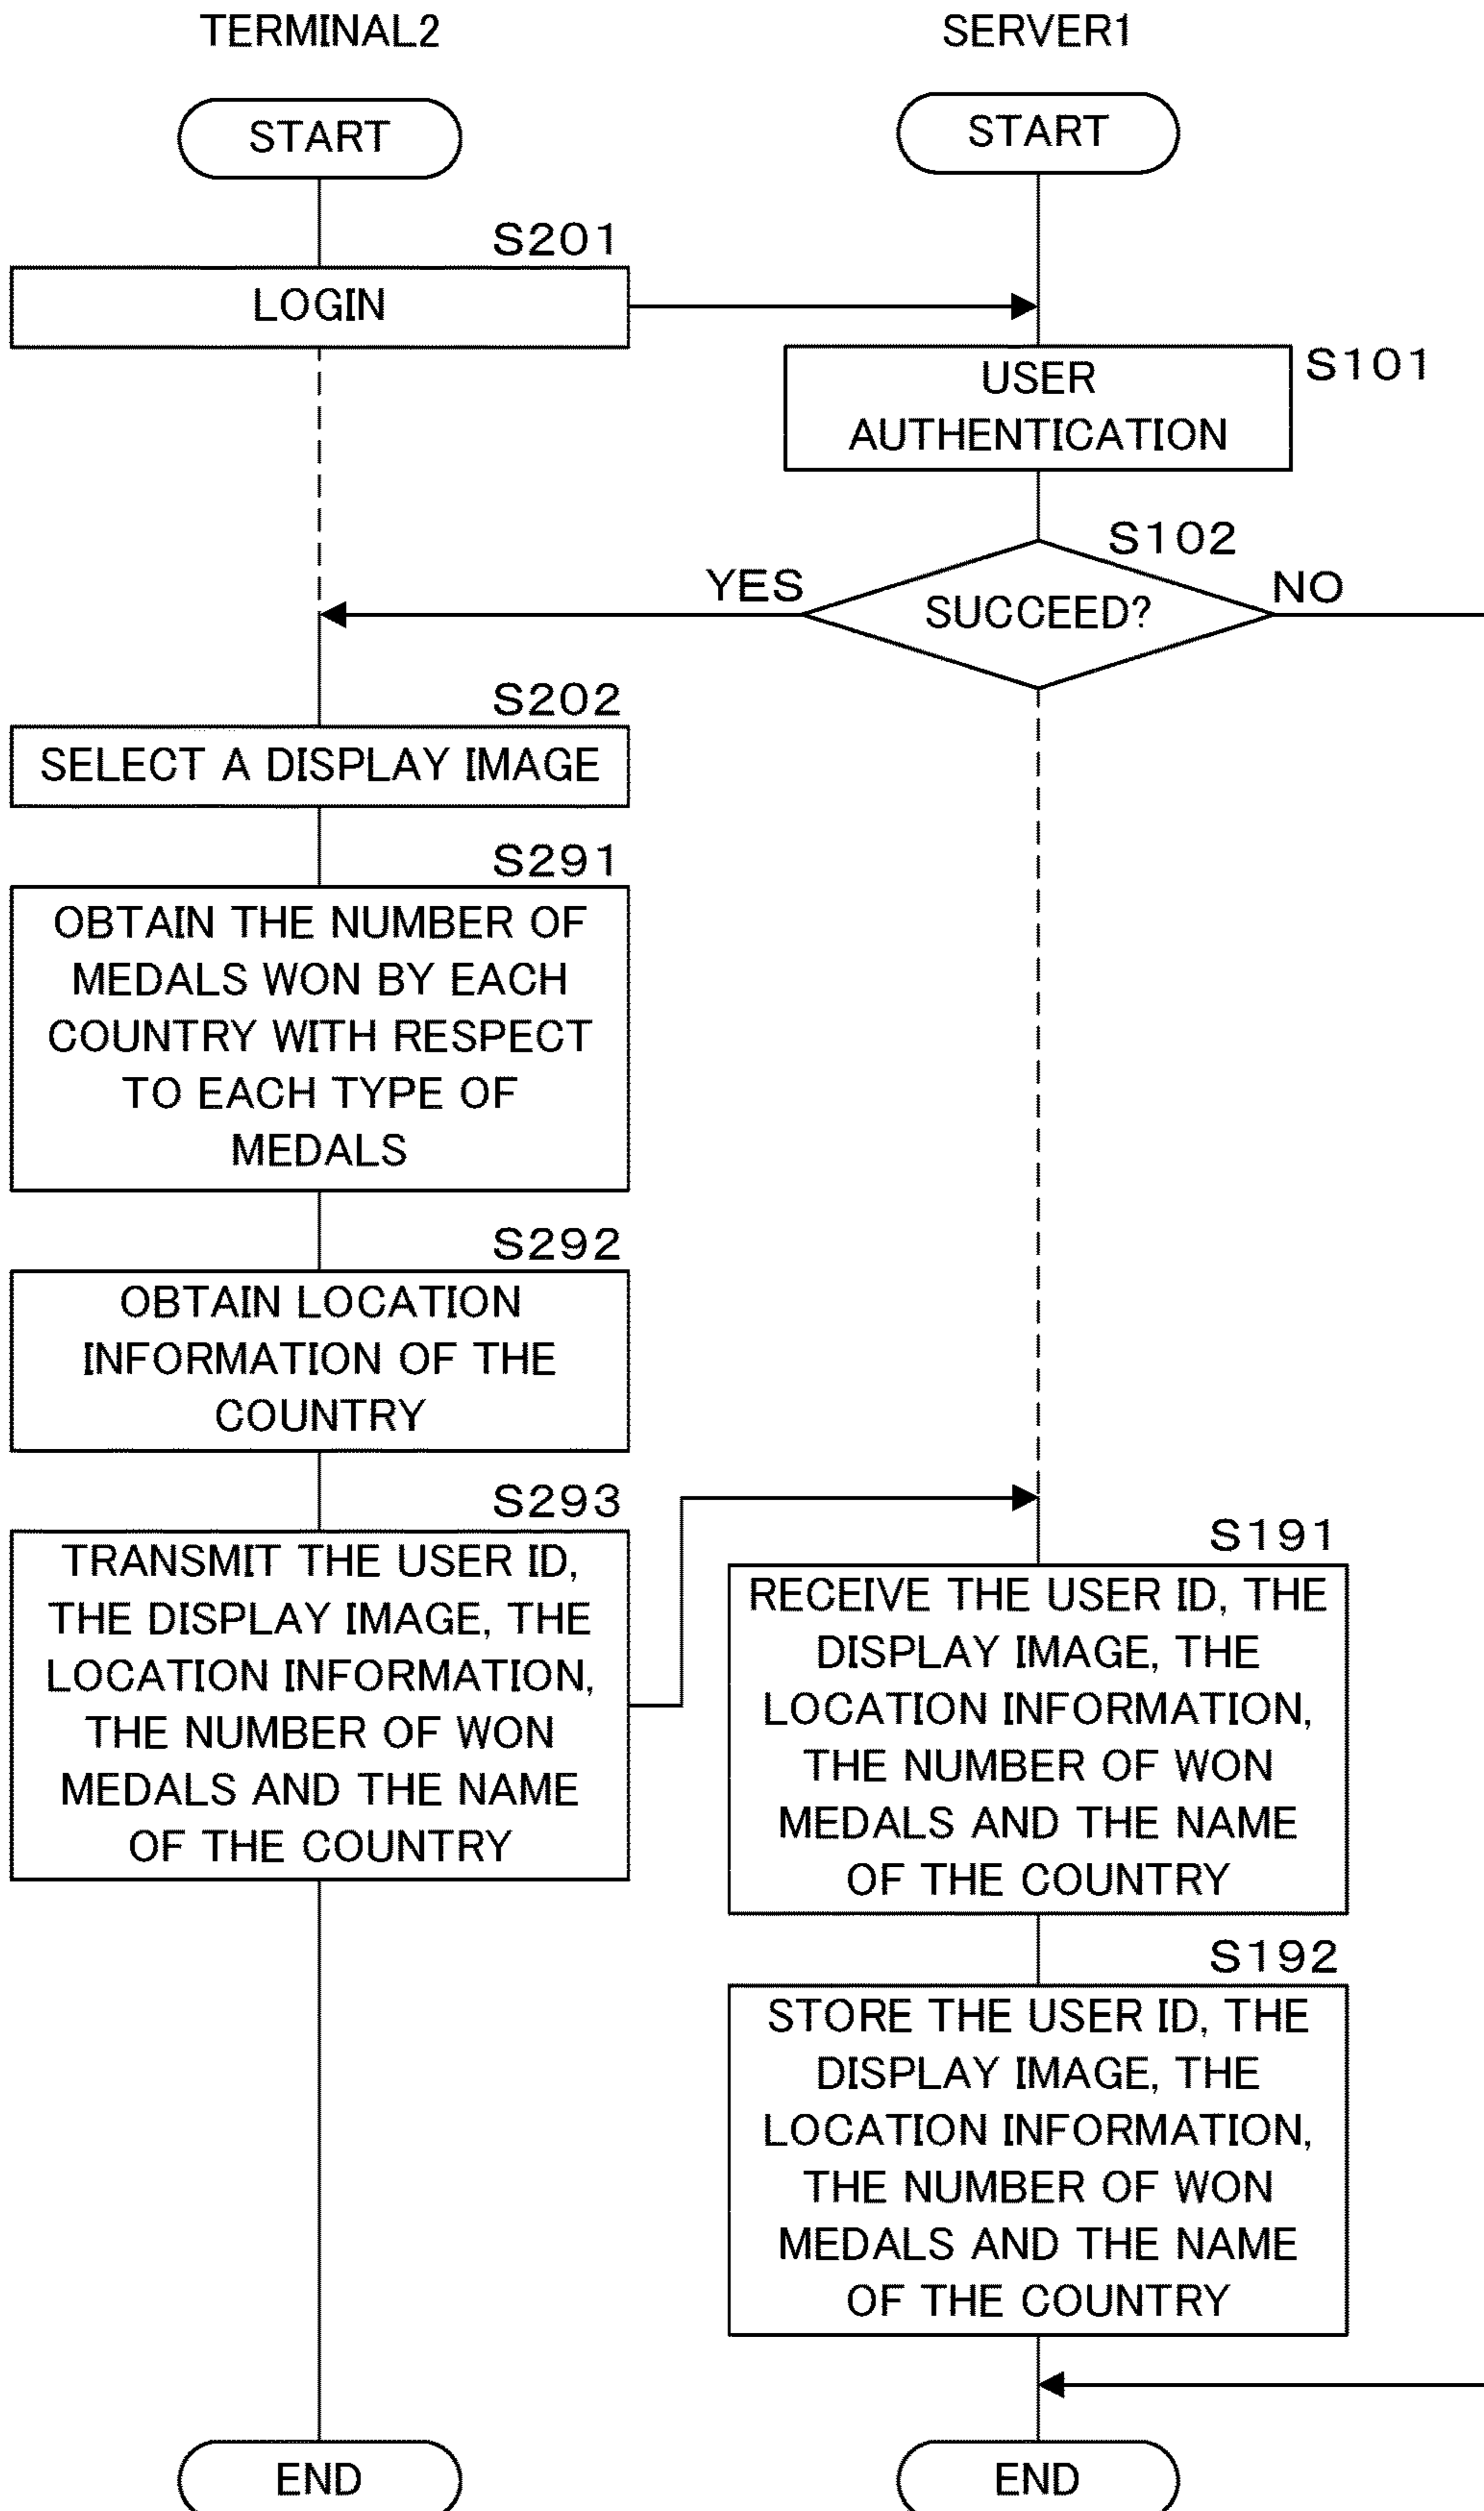 TERMINAL2
SERVER1
START
START
S201
LOGIN
S101
USER
AUTHENTICATION
S102
YES
SUCCEED?
NO
S202
SELECT A DISPLAY IMAGE
S291
OBTAIN THE NUMBER OF
MEDALS WON BY EACH
COUNTRY WITH RESPECT
TO EACH TYPE OF
MEDALS
S292
OBTAIN LOCATION
INFORMATION OF THE
COUNTRY
S293
TRANSMIT THE USER ID,
THE DISPLAY IMAGE, THE
LOCATION INFORMATION,
THE NUMBER OF WON
MEDALS AND THE NAME
OF THE COUNTRY
S191
RECEIVE THE USER ID, THE
DISPLAY IMAGE, THE
LOCATION INFORMATION,
THE NUMBER OF WON
MEDALS AND THE NAME
OF THE COUNTRY
S192
STORE THE USER ID, THE
DISPLAY IMAGE, THE
LOCATION INFORMATION,
THE NUMBER OF WON
MEDALS AND THE NAME
OF THE COUNTRY
END
END